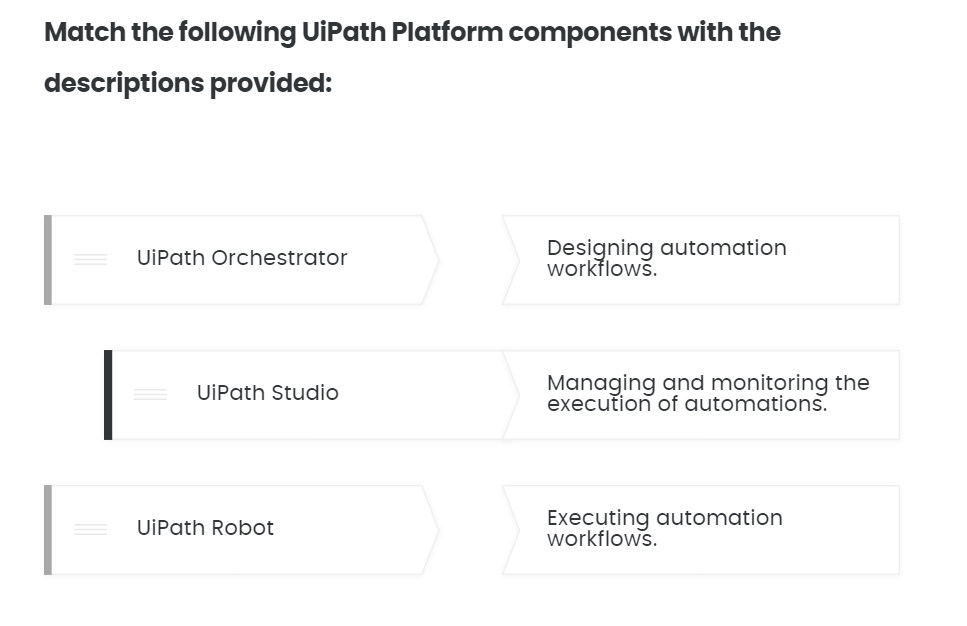 Match the following UiPath Platform components with the
descriptions provided:
UiPath Orchestrator
Designing automation
workflows.
UiPath Studio
Managing and monitoring the
execution of automations.
UiPath Robot
Executing automation
workflows.